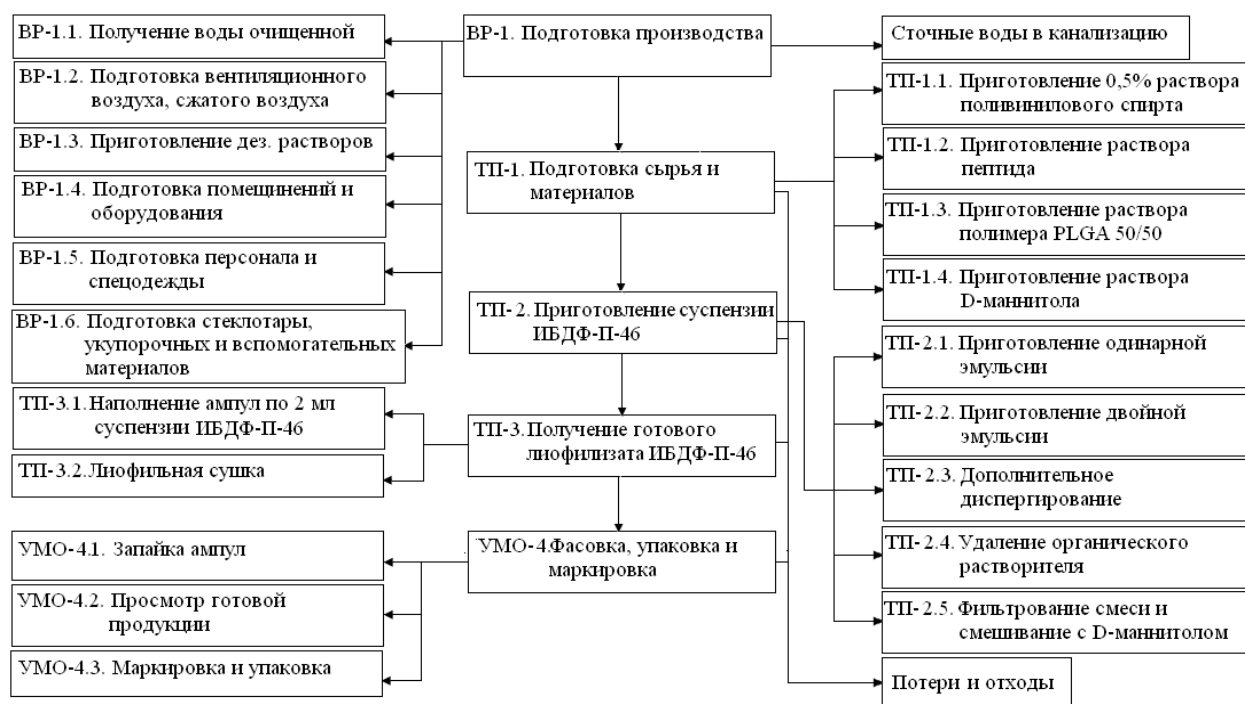 ВР-1.1. Получение воды очищенной
ВР-1.2. Подготовка вентиляционного
воздуха, сжатого воздуха
ВР-1.3. Приготовление дез. растворов
ВР-1.4. Подготовка помещинений и
оборудования
ВР-1.5. Подготовка персонала и
спецодежды
ВР-1.6. Подготовка стеклотары,
укупорочных и вспомогательных
материалов
ТП-3.1.Наполнение ампул по 2 мл
суспензии ИБДФ-П-46
ТП-3.2.Лиофильная сушка
УМО-4.1. Запайка ампул
УМО-4.2. Просмотр готовой
продукции
УМО-4.3. Маркировка и упаковка
ВР-1. Подготовка производства
ТП-1. Подготовка сырья и
материалов
ТП-2. Приготовление суспензии
ИБДФ-П-46
ТП-3.Получение готового
лиофилизата ИБДФ-П-46
УМО-4.Фасовка, упаковка и
маркировка
Сточные воды в канализацию
ТП-1.1. Приготовление 0,5% раствора
поливинилового спирта
ТП-1.2. Приготовление раствора
пептида
ТП-1.3. Приготовление раствора
полимера PLGA 50/50
ТП-1.4. Приготовление раствора
D-маннитола
ТП-2.1. Приготовление одинарной
эмульсии
ТП-2.2. Приготовление двойной
эмульсии
ТП-2.3. Дополнительное
диспергирование
ТП-2.4. Удаление органического
растворителя
ТП-2.5. Фильтрование смеси и
смешивание с D-маннитолом
Потери и отходы